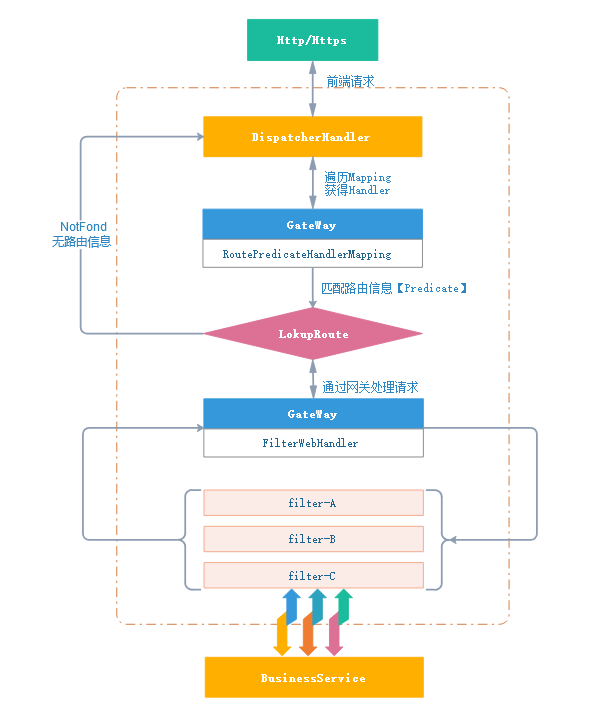 Http/Https
前端请求
DispatcherHandler
遍历Mapping
获得Handler
NotFond
无路由信息
GateWay
RoutePredicateHandlerMapping
匹配路由信息【Predicate】
LokupRoute
通过网关处理请求
GateWay
FilterWebHandler
filter-A
filter-B
filter-C
BusinessService